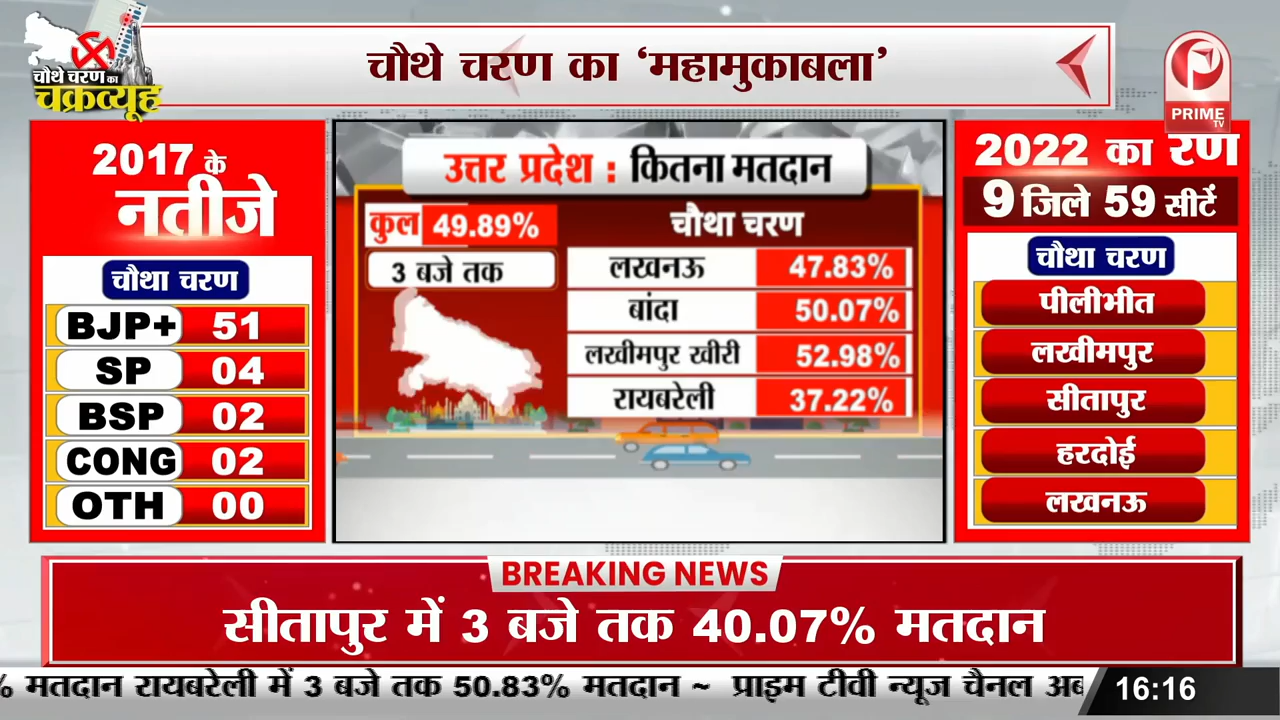 चौथे चरण का
चक्रव्यूह
चौथे चरण का ‘महामुकाबला’
PRIME
TV
2017 के
नतीजे
चौथा चरण
BJP+ 51
SP 04
BSP 02
CONG 02
OTH 00
उत्तर प्रदेश : कितना मतदान
कुल 49.89%
3 बजे तक
चौथा चरण
लखनऊ 47.83%
बांदा 50.07%
लखीमपुर खीरी 52.98%
रायबरेली 37.22%
2022 का रण
9 जिले 59 सीटें
चौथा चरण
पीलीभीत
लखीमपुर
सीतापुर
हरदोई
लखनऊ
BREAKING NEWS
सीतापुर में 3 बजे तक 40.07% मतदान
% मतदान रायबरेली में 3 बजे तक 50.83% मतदान ~ प्राइम टीवी न्यूज चैनल अब
16:16